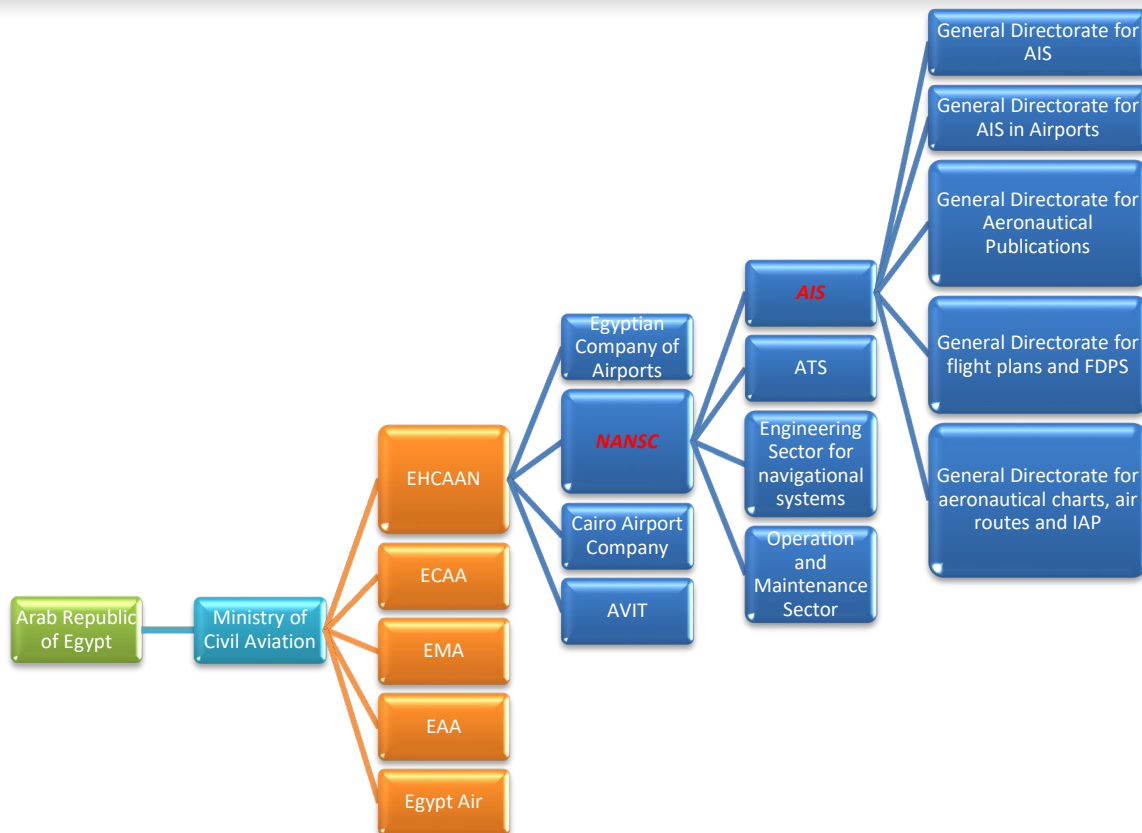 Arab Republic
of Egypt
Ministry of
Civil Aviation
EHCAAN
ECAA
EMA
EAA
Egypt Air
Egyptian
Company of
Airports
NANSC
Cairo Airport
Company
AVIT
AIS
ATS
Engineering
Sector for
navigational
systems
Operation
and
Maintenance
Sector
General Directorate for
AIS
General Directorate for
AIS in Airports
General Directorate for
Aeronautical
Publications
General Directorate for
flight plans and FDPS
General Directorate for
aeronautical charts, air
routes and IAP